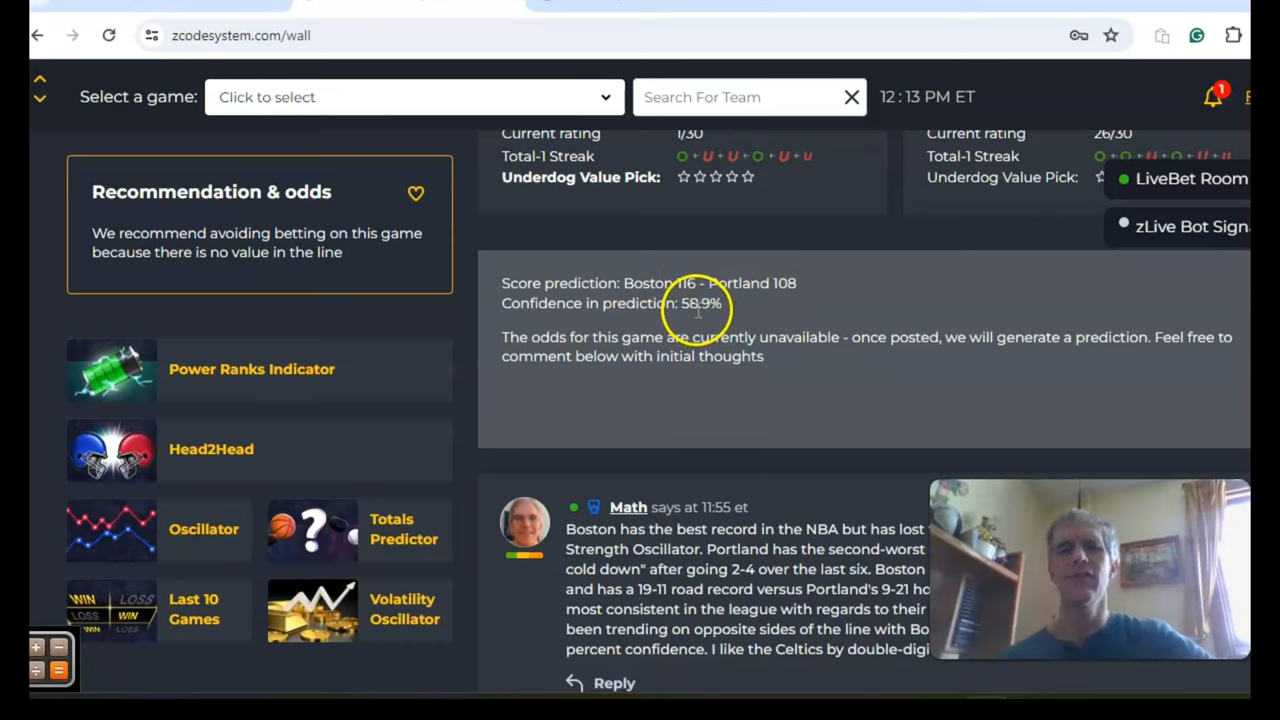 zcodesystem.com/wall
Select a game:
Click to select
Search For Team
12:13 PM ET
1
Current rating
1/30
Current rating
26/30
Total-1 Streak
O + U + U + O + U + U
Total-1 Streak
Underdog Value Pick:
Underdog Value Pick:
LiveBet Room
zLive Bot Sign
Recommendation & odds
We recommend avoiding betting on this game
because there is no value in the line
Power Ranks Indicator
Head2Head
Oscillator
Totals
Predictor
Last 10
Games
Volatility
Oscillator
WIN LOSS
LOSS WIN
WIN LOSS
Score prediction: Boston 116 - Portland 108
Confidence in prediction: 58.9%
The odds for this game are currently unavailable - once posted, we will generate a prediction. Feel free to
comment below with initial thoughts
Math says at 11:55 et
Boston has the best record in the NBA but has lost
Strength Oscillator. Portland has the second-worst
cold down" after going 2-4 over the last six. Boston
and has a 19-11 road record versus Portland's 9-21 ho
most consistent in the league with regards to their
been trending on opposite sides of the line with Bo
percent confidence. I like the Celtics by double-digi
Reply